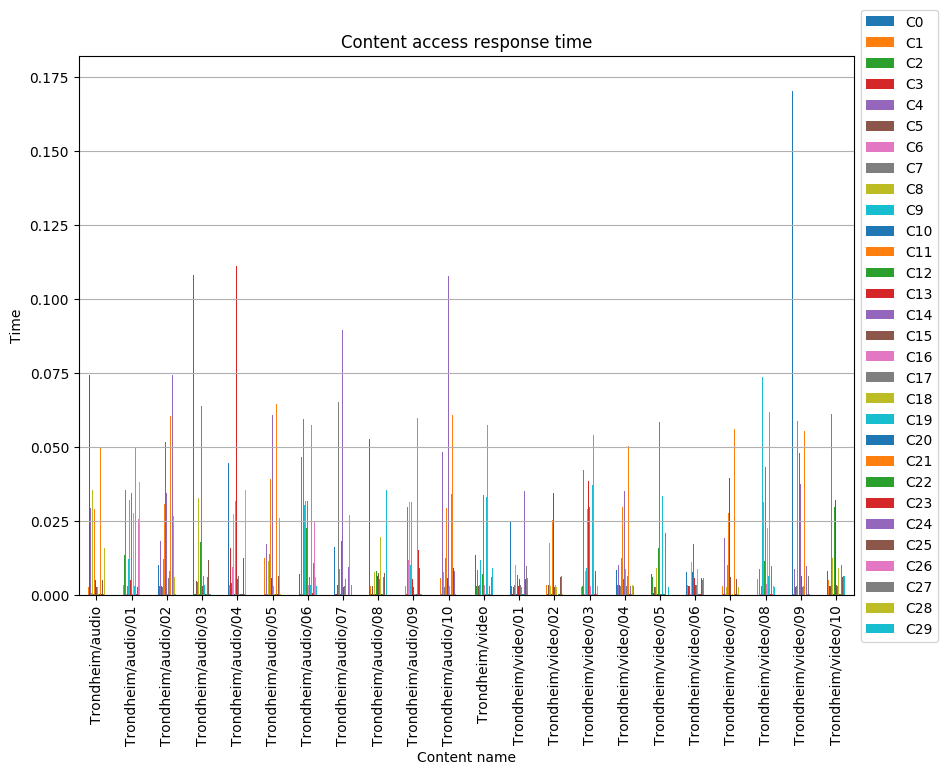 Content access response time
Time
0.175
0.150
0.125
0.100
0.075
0.050
0.025
0.000
Trondheim/audio
Trondheim/audio/01
Trondheim/audio/02
Trondheim/audio/03
Trondheim/audio/04
Trondheim/audio/05
Trondheim/audio/06
Trondheim/audio/07
Trondheim/audio/08
Trondheim/audio/09
Trondheim/audio/10
Trondheim/video
Trondheim/video/01
Trondheim/video/02
Trondheim/video/03
Trondheim/video/04
Trondheim/video/05
Trondheim/video/06
Trondheim/video/07
Trondheim/video/08
Trondheim/video/09
Trondheim/video/10
Content name
C0
C1
C2
C3
C4
C5
C6
C7
C8
C9
C10
C11
C12
C13
C14
C15
C16
C17
C18
C19
C20
C21
C22
C23
C24
C25
C26
C27
C28
C29